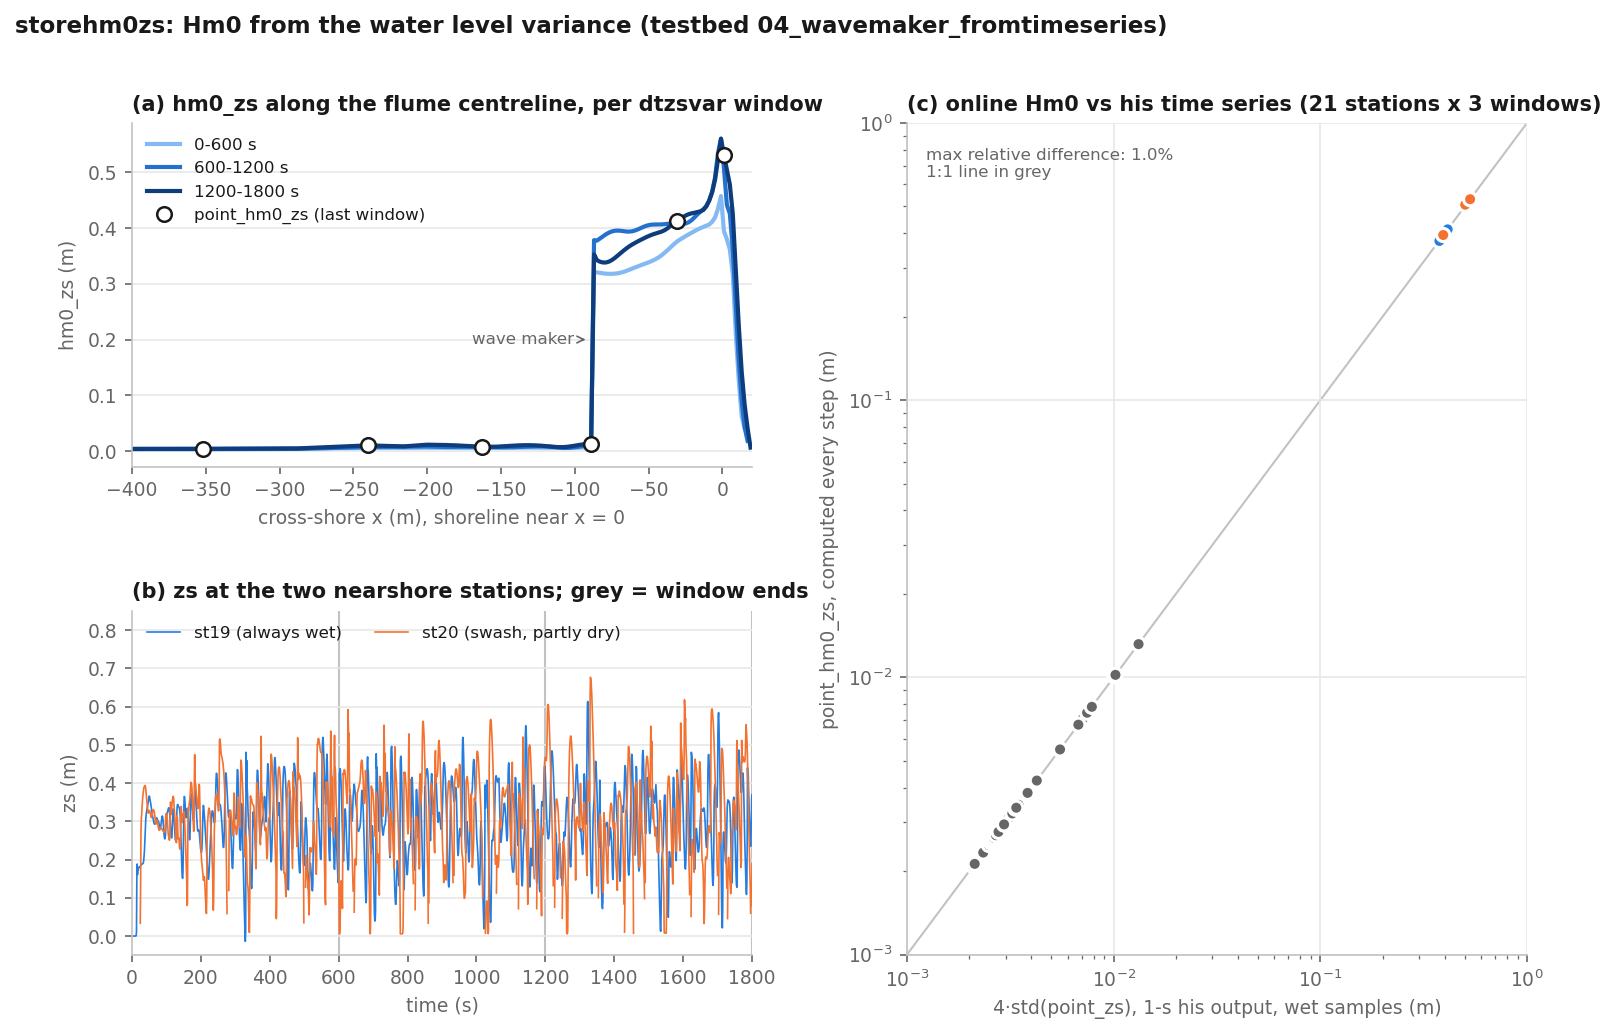 storehm0zs: Hm0 from the water level variance (testbed 04_wavemaker_fromtimeseries)
(a) hm0_zs along the flume centreline, per dtzsvar window
0-600 s
600-1200 s
1200-1800 s
point_hm0_zs (last window)
wave maker
hm0_zs (m)
0.5
0.4
0.3
0.2
0.1
0.0
−400 −350 −300 −250 −200 −150 −100 −50 0
cross-shore x (m), shoreline near x = 0
(b) zs at the two nearshore stations; grey = window ends
st19 (always wet) st20 (swash, partly dry)
zs (m)
0.8
0.7
0.6
0.5
0.4
0.3
0.2
0.1
0.0
0 200 400 600 800 1000 1200 1400 1600 1800
time (s)
(c) online Hm0 vs his time series (21 stations x 3 windows)
max relative difference: 1.0%
1:1 line in grey
point_hm0_zs, computed every step (m)
10⁰
10⁻¹
10⁻²
10⁻³
10⁻³ 10⁻² 10⁻¹ 10⁰
4·std(point_zs), 1-s his output, wet samples (m)